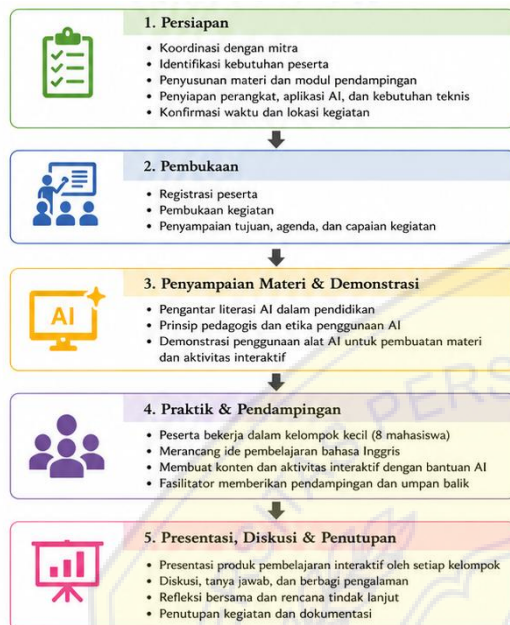 1. Persiapan
• Koordinasi dengan mitra
• Identifikasi kebutuhan peserta
• Penyusunan materi dan modul pendampingan
• Penyiapan perangkat, aplikasi AI, dan kebutuhan teknis
• Konfirmasi waktu dan lokasi kegiatan
2. Pembukaan
• Registrasi peserta
• Pembukaan kegiatan
• Penyampaian tujuan, agenda, dan capaian kegiatan
AI
3. Penyampaian Materi & Demonstrasi
• Pengantar literasi AI dalam pendidikan
• Prinsip pedagogis dan etika penggunaan AI
• Demonstrasi penggunaan alat AI untuk pembuatan materi
dan aktivitas interaktif
4. Praktik & Pendampingan
• Peserta bekerja dalam kelompok kecil (8 mahasiswa)
• Merancang ide pembelajaran bahasa Inggris
• Membuat konten dan aktivitas interaktif dengan bantuan AI
• Fasilitator memberikan pendampingan dan umpan balik
5. Presentasi, Diskusi & Penutupan
• Presentasi produk pembelajaran interaktif oleh setiap kelompok
• Diskusi, tanya jawab, dan berbagi pengalaman
• Refleksi bersama dan rencana tindak lanjut
• Penutupan kegiatan dan dokumentasi